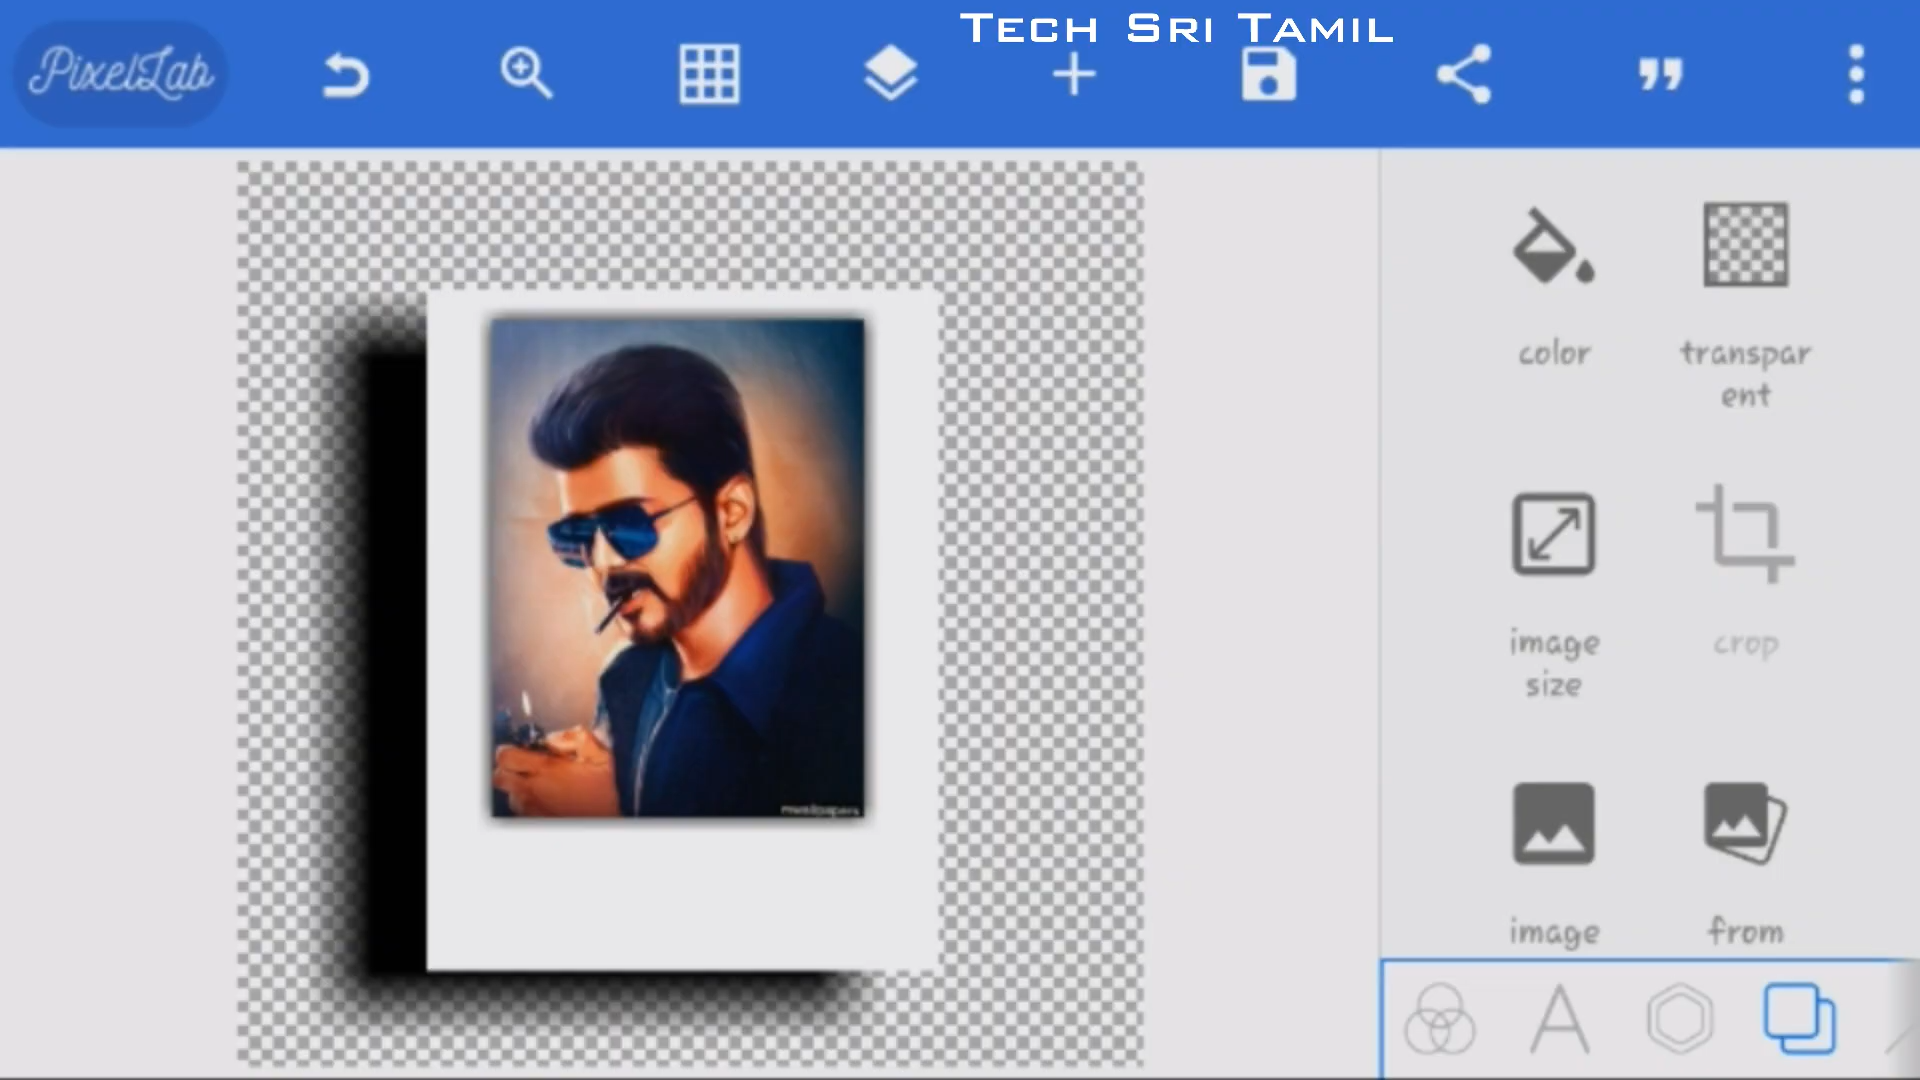 TECH SRI TAMIL
PixelLab
color
transpar
ent
image
size
crop
image
from